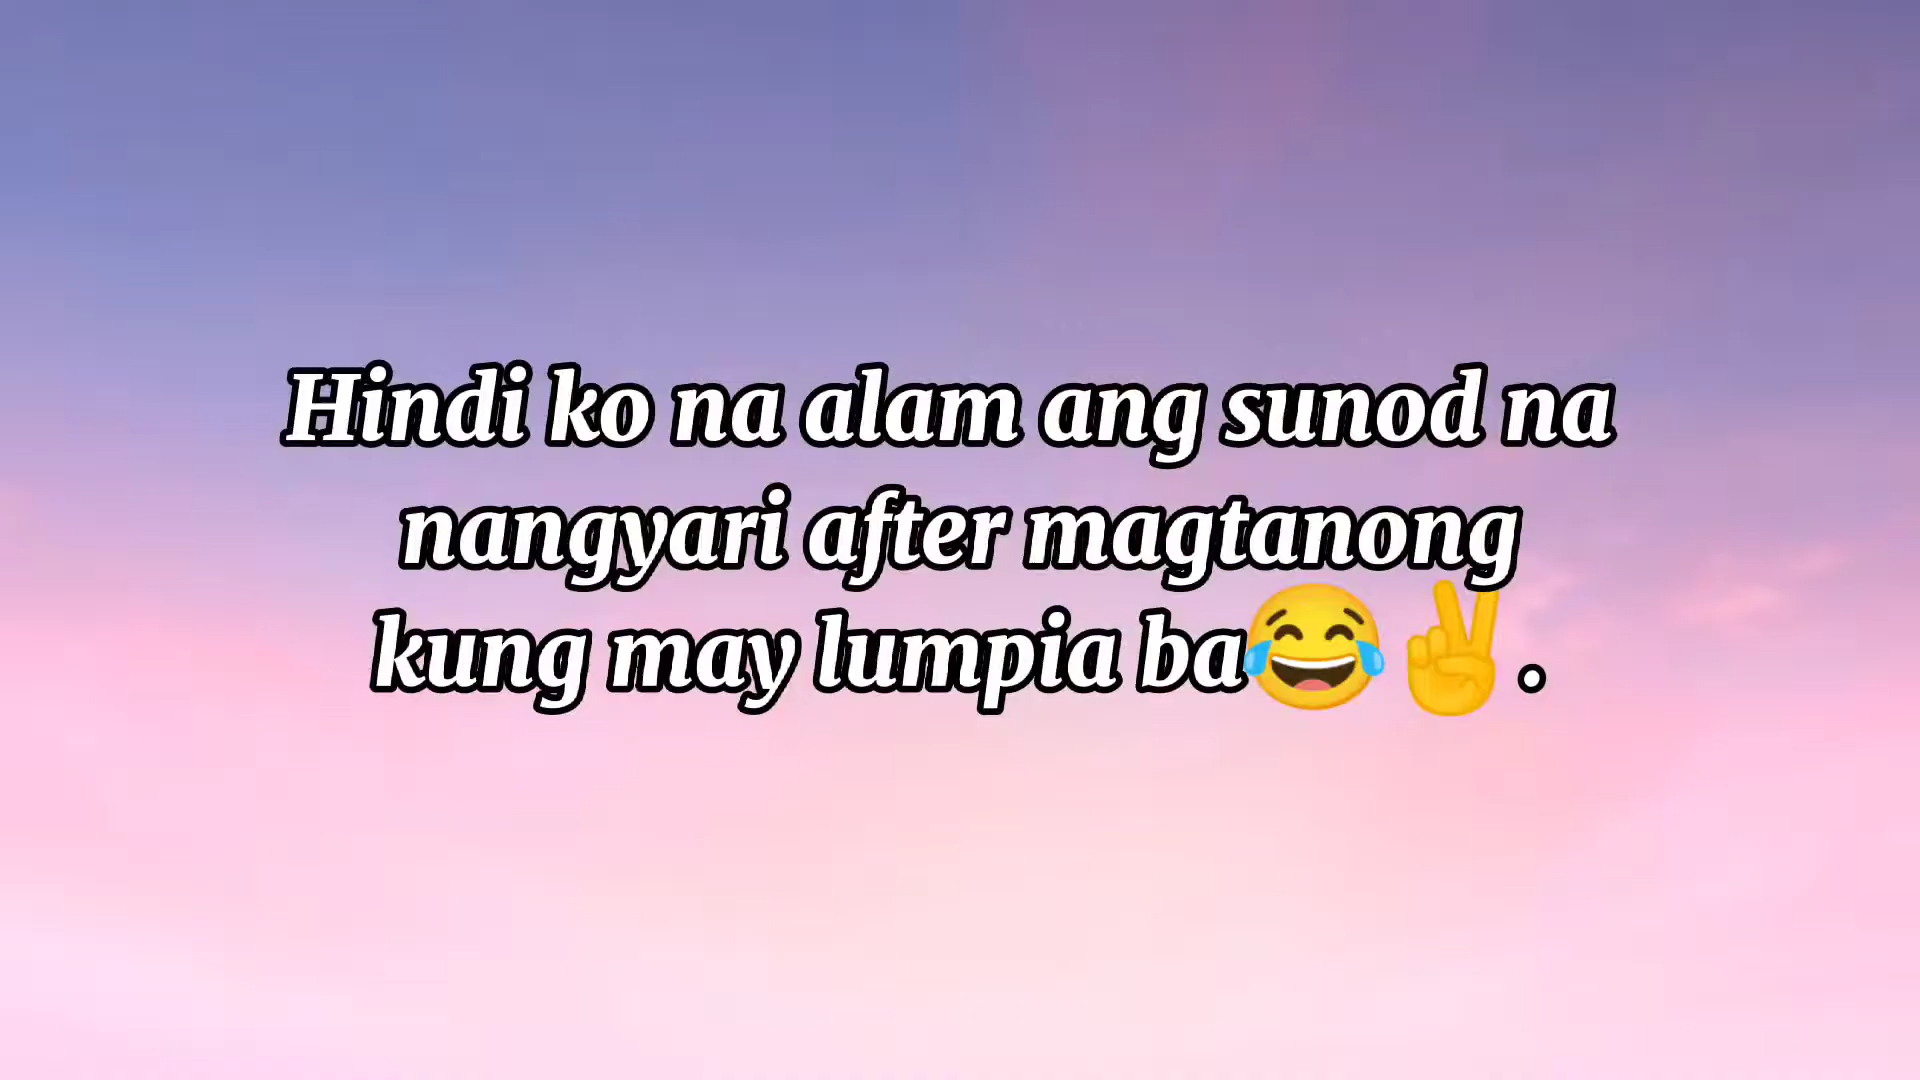 Hindi ko na alam ang sunod na
nangyari after magtanong
kung may lumpia ba😂✌️.